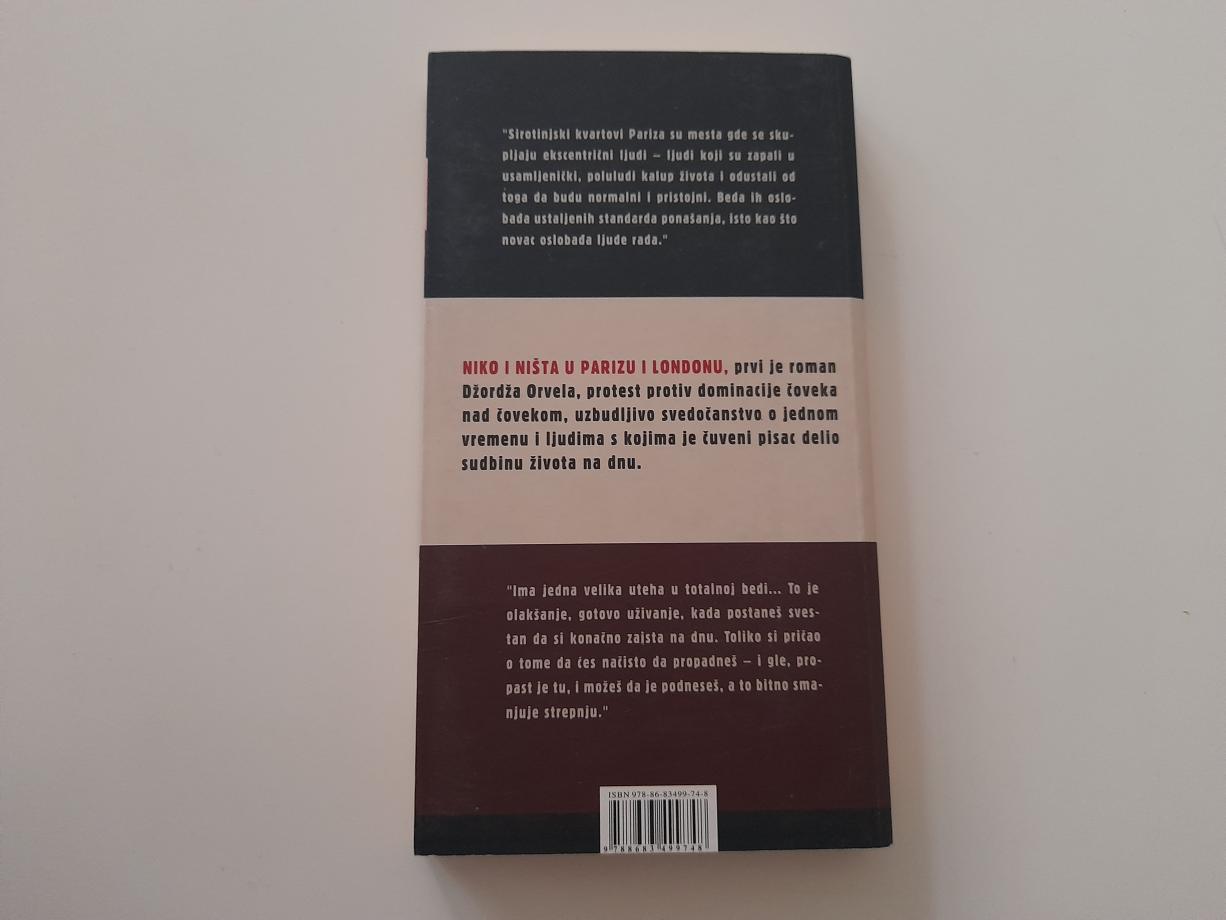 "Sirotinjski kvartovi Pariza su mesta gde se sku-
pljaju ekscentrični ljudi – ljudi koji su zapali u
usamljenički, poluludi kalup života i odustali od
toga da budu normalni i pristojni. Beda ih oslo-
bađa ustaljenih standarda ponašanja, isto kao što
novac oslobađa ljude rada."
NIKO I NIŠTA U PARIZU I LONDONU, prvi je roman
Džordža Orvela, protest protiv dominacije čoveka
nad čovekom, uzbudljivo svedočanstvo o jednom
vremenu i ljudima s kojima je čuveni pisac delio
sudbinu života na dnu.
"Ima jedna velika uteha u totalnoj bedi... To je
olakšanje, gotovo uživanje, kada postaneš sves-
tan da si konačno zaista na dnu. Toliko si pričao
o tome da ćes načisto da propadneš – i gle, pro-
past je tu, i možeš da je podneseš, a to bitno sma-
njuje strepnju."
ISBN 978-86-83499-74-8
9 788683 499748